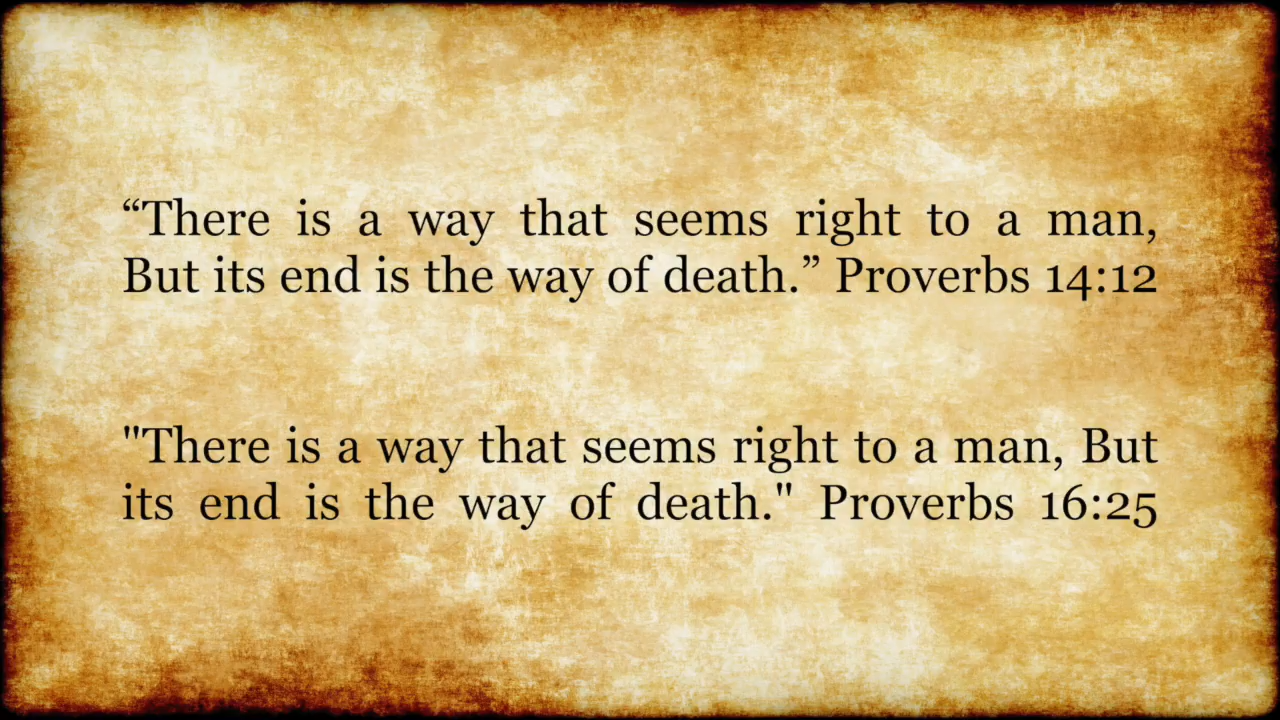 “There is a way that seems right to a man,
But its end is the way of death.” Proverbs 14:12
"There is a way that seems right to a man, But
its end is the way of death." Proverbs 16:25